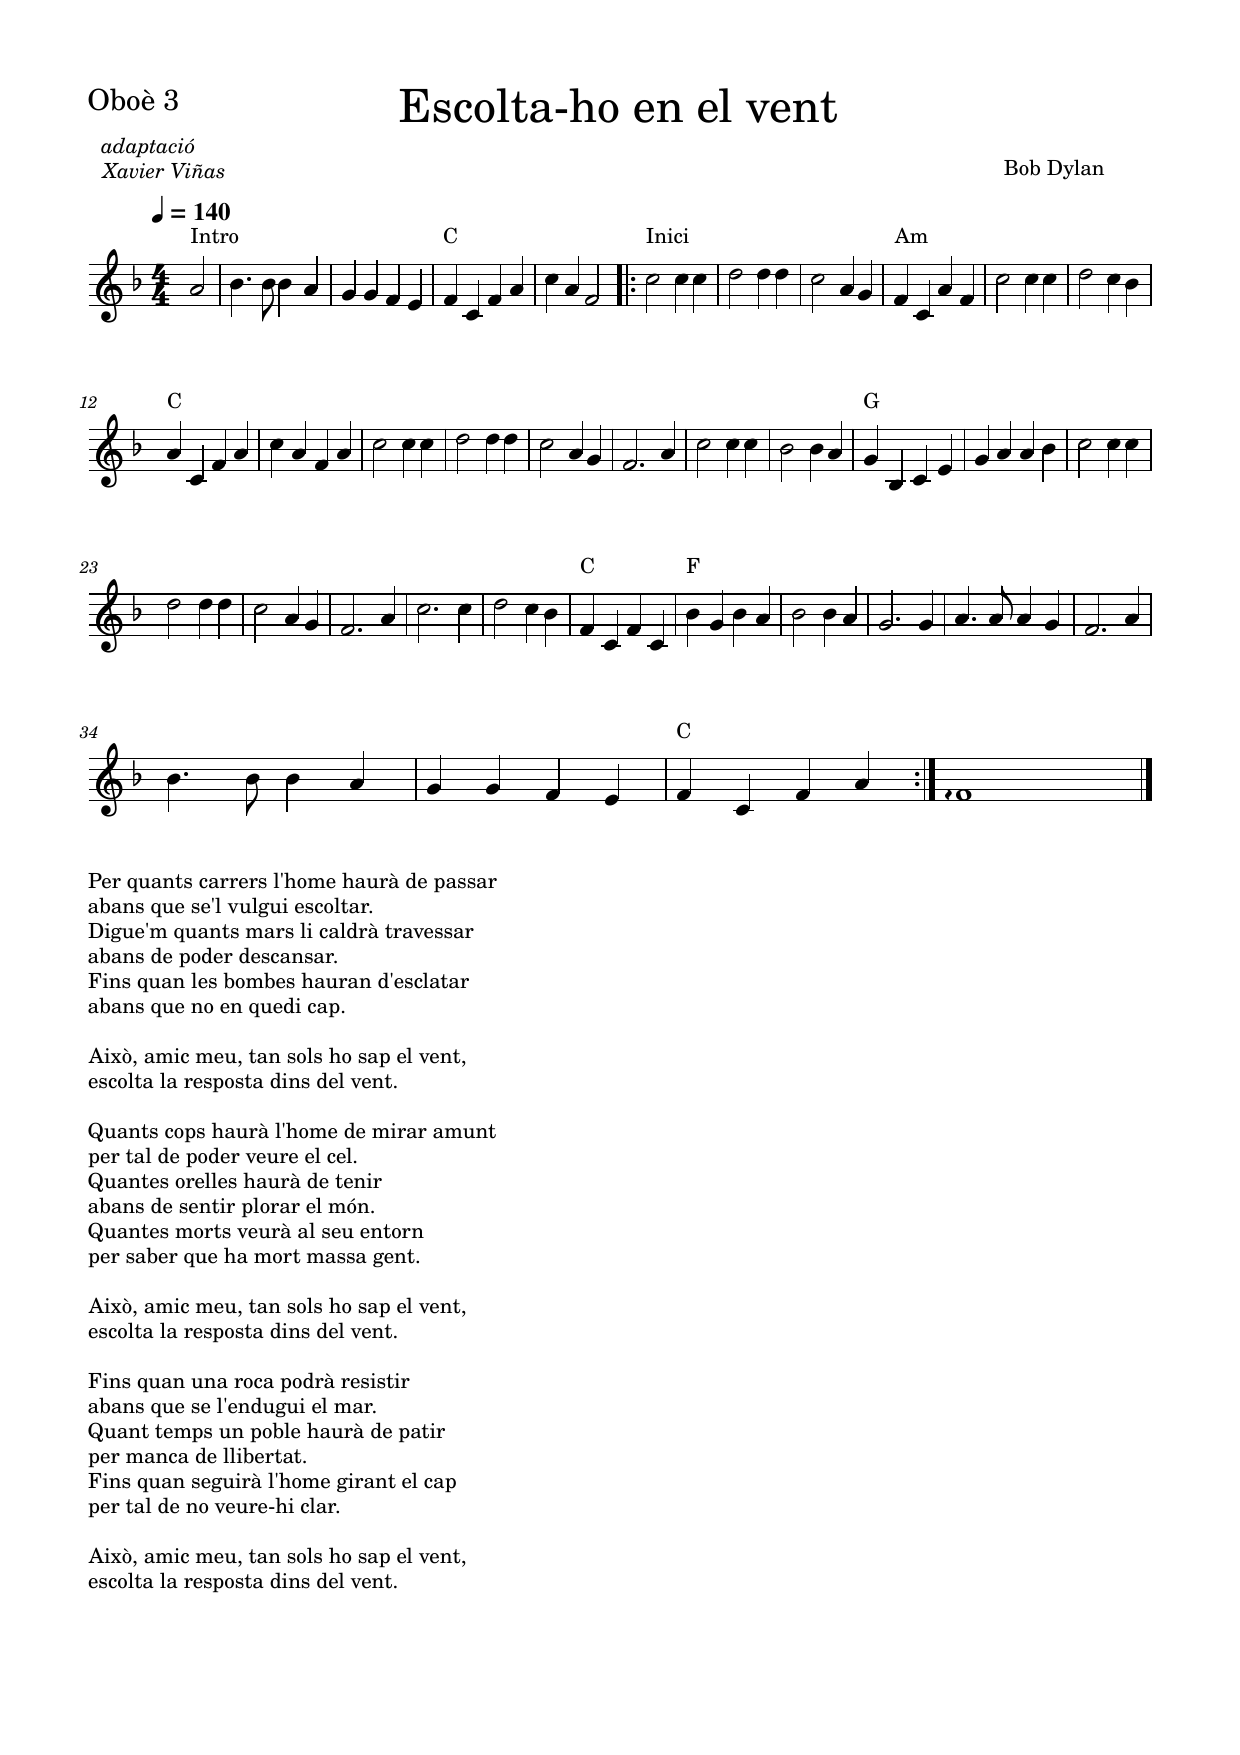 Oboè 3
Escolta-ho en el vent
adaptació
Xavier Viñas
Bob Dylan
= 140
Intro C Inici Am
4
4
12
C G
23
C F
34
C
Per quants carrers l'home haurà de passar
abans que se'l vulgui escoltar.
Digue'm quants mars li caldrà travessar
abans de poder descansar.
Fins quan les bombes hauran d'esclatar
abans que no en quedi cap.
Això, amic meu, tan sols ho sap el vent,
escolta la resposta dins del vent.
Quants cops haurà l'home de mirar amunt
per tal de poder veure el cel.
Quantes orelles haurà de tenir
abans de sentir plorar el món.
Quantes morts veurà al seu entorn
per saber que ha mort massa gent.
Això, amic meu, tan sols ho sap el vent,
escolta la resposta dins del vent.
Fins quan una roca podrà resistir
abans que se l'endugui el mar.
Quant temps un poble haurà de patir
per manca de llibertat.
Fins quan seguirà l'home girant el cap
per tal de no veure-hi clar.
Això, amic meu, tan sols ho sap el vent,
escolta la resposta dins del vent.